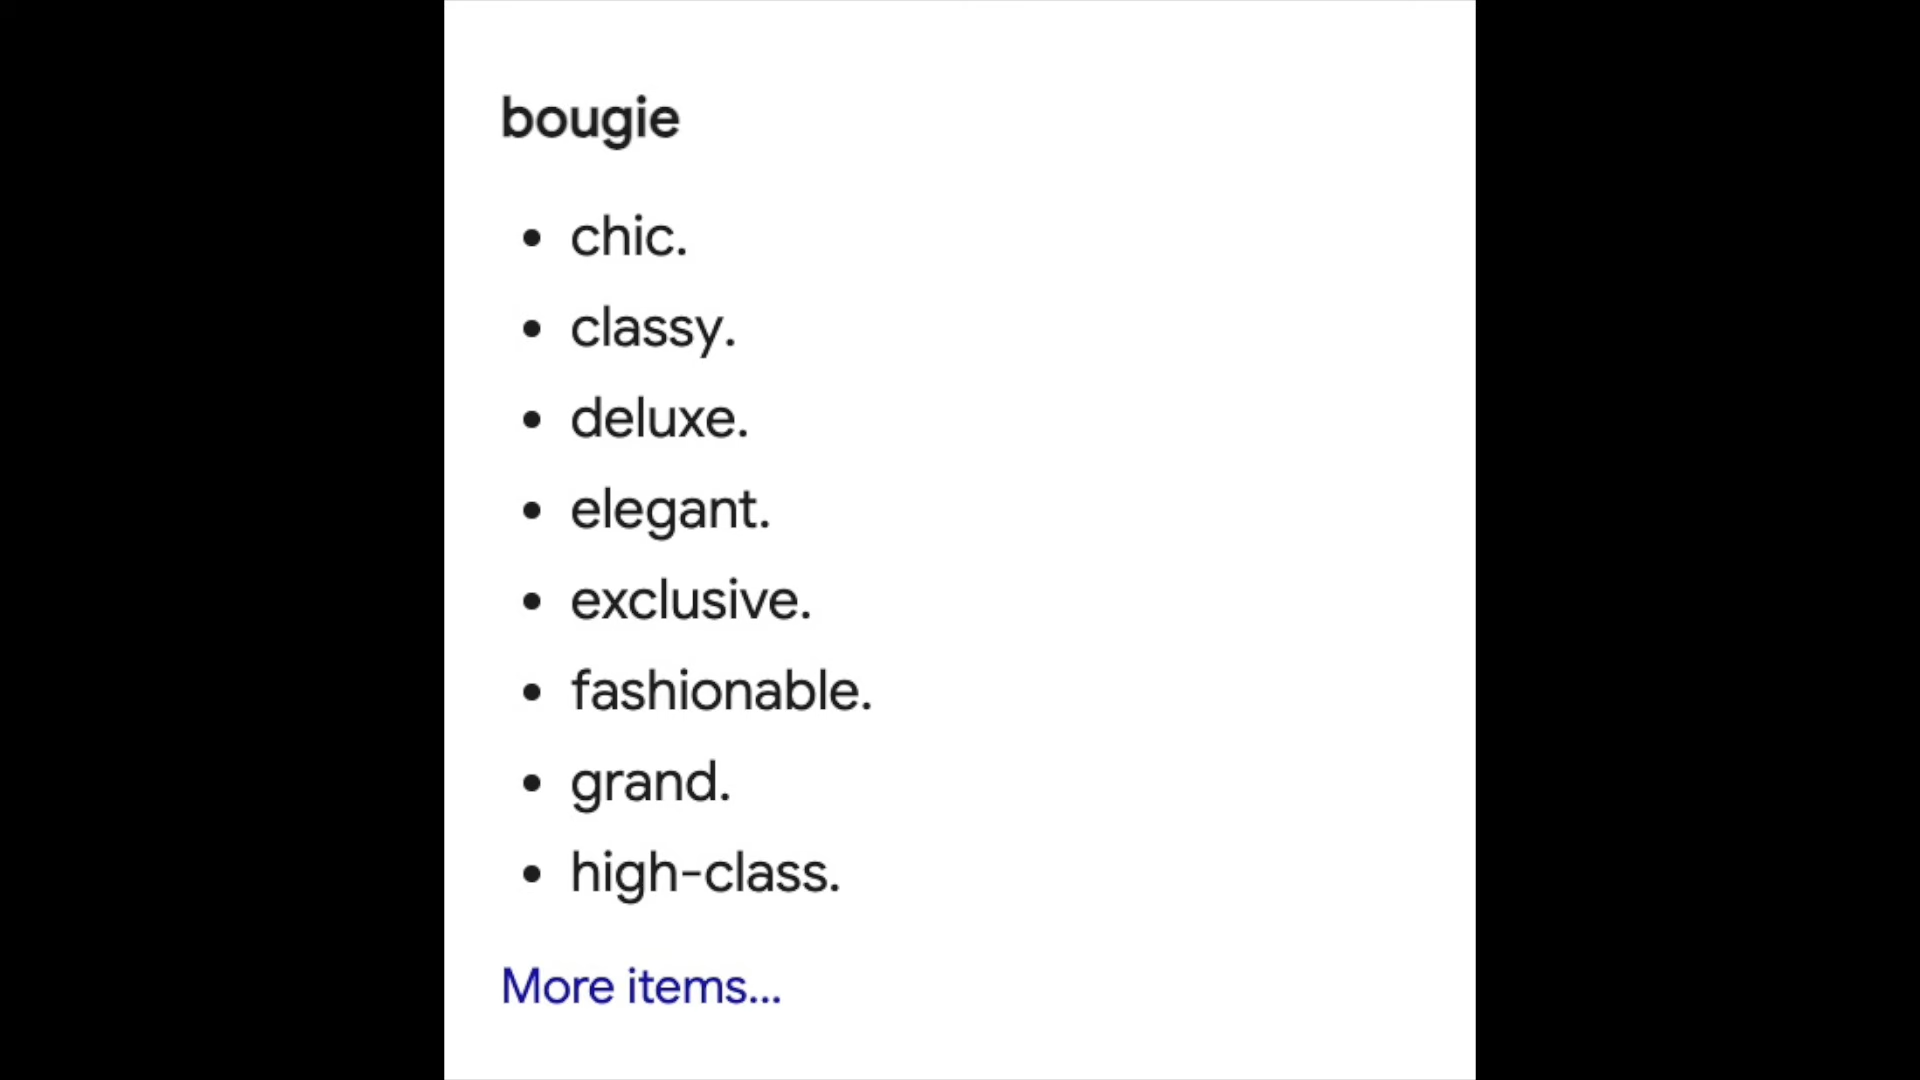 bougie
• chic.
• classy.
• deluxe.
• elegant.
• exclusive.
• fashionable.
• grand.
• high-class.
More items...